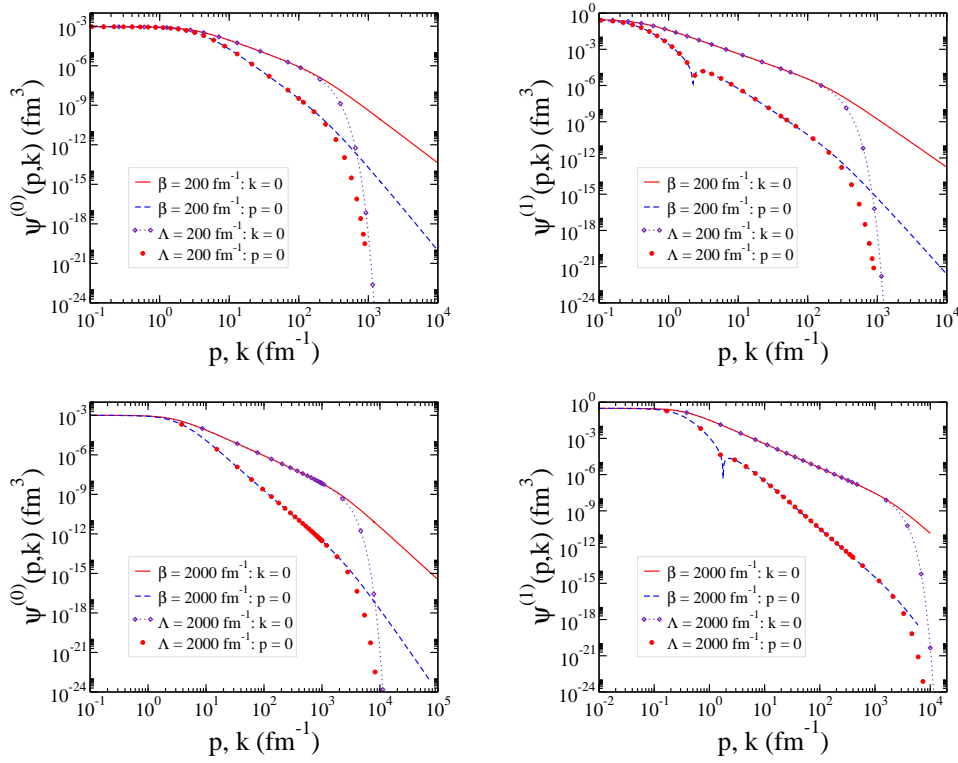 10^-3
10^-6
10^-9
10^-12
10^-15
10^-18
10^-21
10^-24
ψ^(0)(p,k) (fm^3)
β = 200 fm^-1: k = 0
β = 200 fm^-1: p = 0
Λ = 200 fm^-1: k = 0
Λ = 200 fm^-1: p = 0
10^-1 10^0 10^1 10^2 10^3 10^4
p, k (fm^-1)
10^0
10^-3
10^-6
10^-9
10^-12
10^-15
10^-18
10^-21
10^-24
ψ^(1)(p,k) (fm^3)
β = 200 fm^-1: k = 0
β = 200 fm^-1: p = 0
Λ = 200 fm^-1: k = 0
Λ = 200 fm^-1: p = 0
10^-1 10^0 10^1 10^2 10^3 10^4
p, k (fm^-1)
10^-3
10^-6
10^-9
10^-12
10^-15
10^-18
10^-21
10^-24
ψ^(0)(p,k) (fm^3)
β = 2000 fm^-1: k = 0
β = 2000 fm^-1: p = 0
Λ = 2000 fm^-1: k = 0
Λ = 2000 fm^-1: p = 0
10^-1 10^0 10^1 10^2 10^3 10^4 10^5
p, k (fm^-1)
10^0
10^-3
10^-6
10^-9
10^-12
10^-15
10^-18
10^-21
10^-24
ψ^(1)(p,k) (fm^3)
β = 2000 fm^-1: k = 0
β = 2000 fm^-1: p = 0
Λ = 2000 fm^-1: k = 0
Λ = 2000 fm^-1: p = 0
10^-2 10^-1 10^0 10^1 10^2 10^3 10^4
p, k (fm^-1)